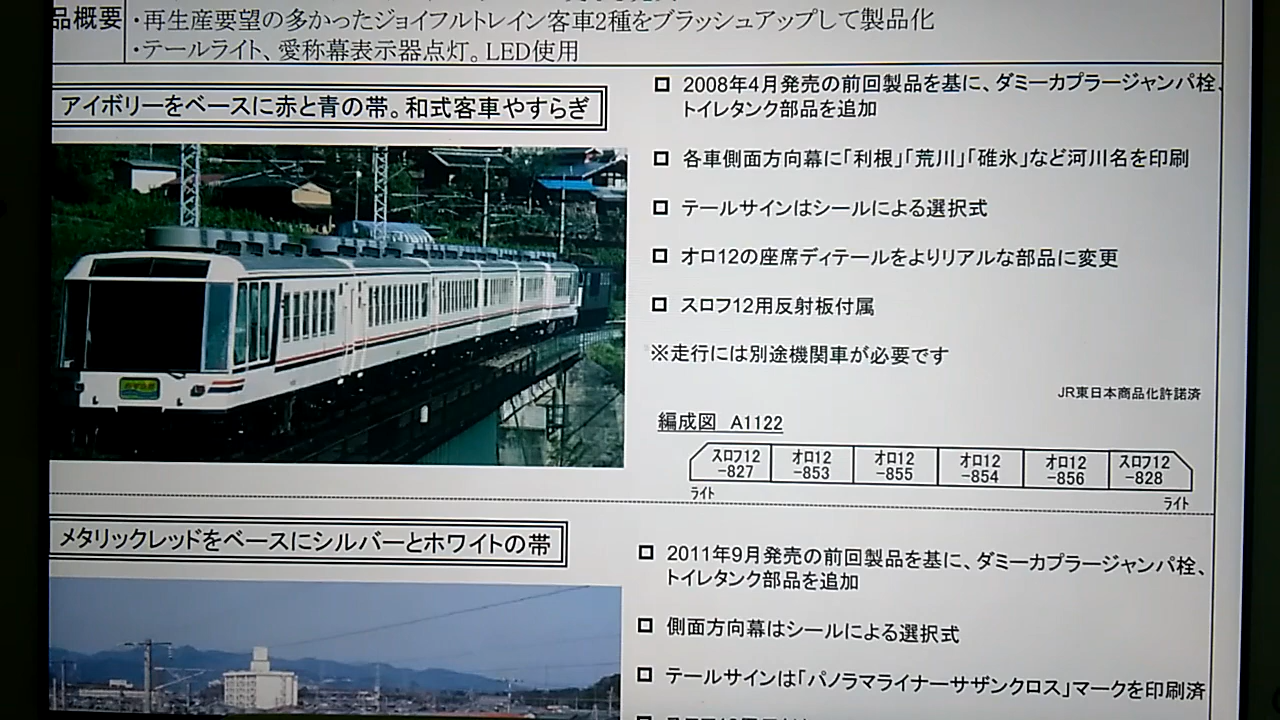 品概要
・再生産要望の多かったジョイフルトレイン客車2種をブラッシュアップして製品化
・テールライト、愛称幕表示器点灯。LED使用
アイボリーをベースに赤と青の帯。和式客車やすらぎ
2008年4月発売の前回製品を基に、ダミーカプラージャンパ栓、
トイレタンク部品を追加
各車側面方向幕に「利根」「荒川」「碓氷」など河川名を印刷
テールサインはシールによる選択式
オロ12の座席ディテールをよりリアルな部品に変更
スロフ12用反射板付属
※走行には別途機関車が必要です
JR東日本商品化許諾済
編成図 A1122
スロフ12 オロ12 オロ12 オロ12 オロ12 スロフ12
-827 -853 -855 -854 -856 -828
ライト ライト
メタリックレッドをベースにシルバーとホワイトの帯
2011年9月発売の前回製品を基に、ダミーカプラージャンパ栓、
トイレタンク部品を追加
側面方向幕はシールによる選択式
テールサインは「パノラマライナーサザンクロス」マークを印刷済